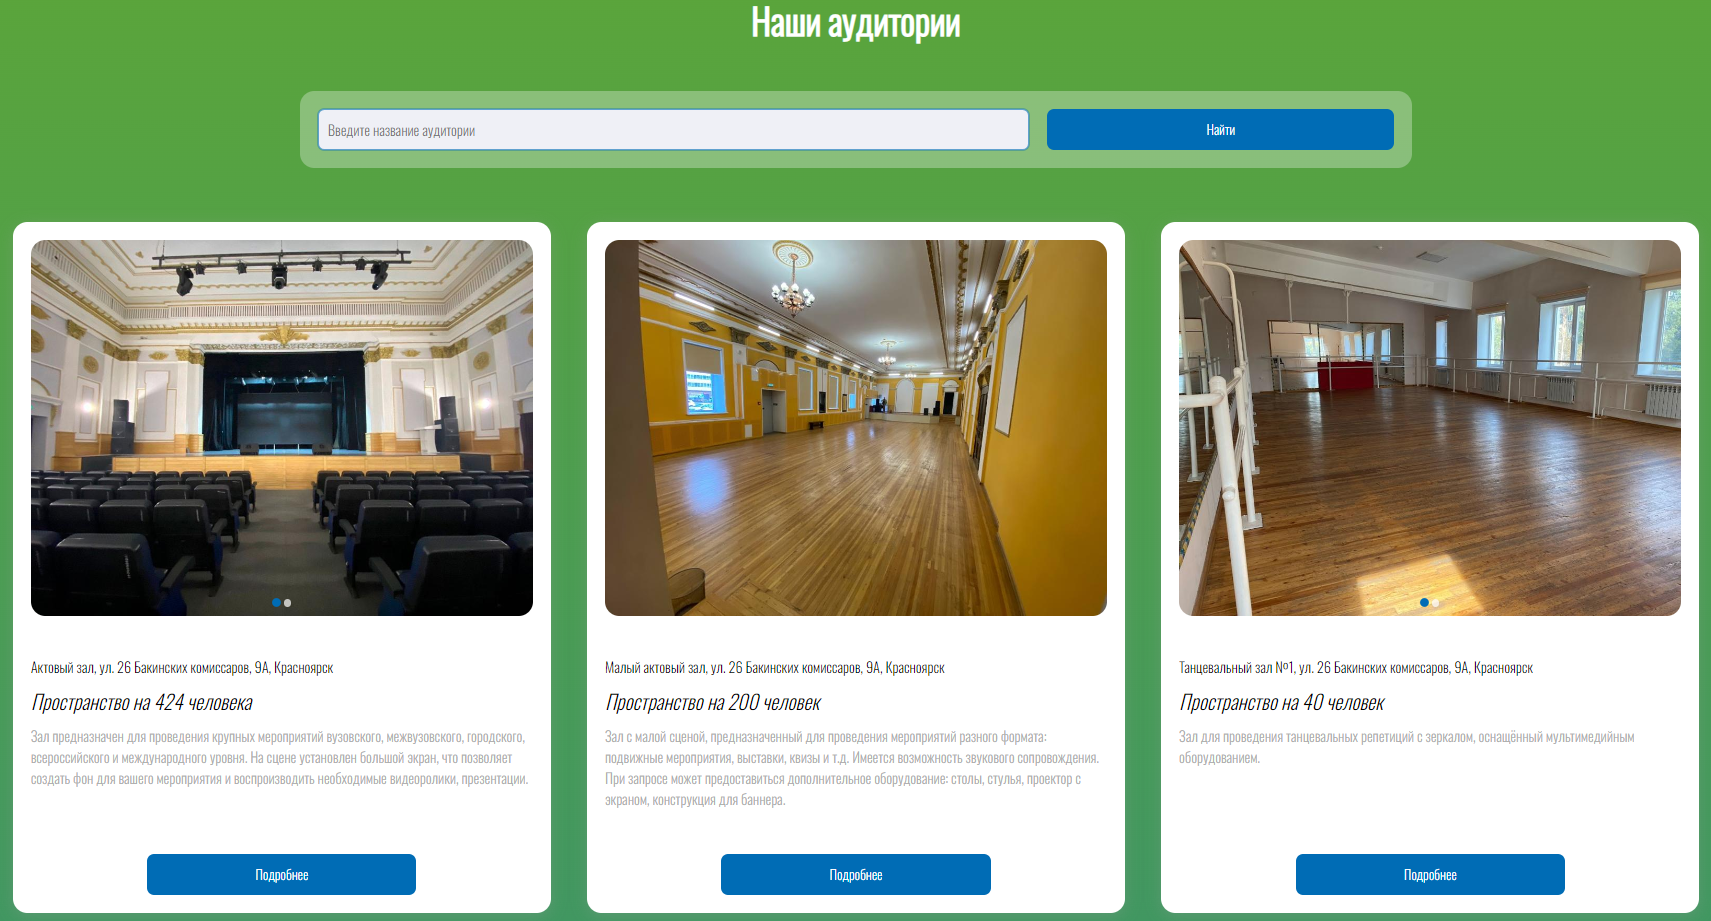 Наши аудитории
Введите название аудитории
Найти
Актовый зал, ул. 26 Бакинских комиссаров, 9А, Красноярск
Пространство на 424 человека
Зал предназначен для проведения крупных мероприятий вузовского, межвузовского, городского,
всероссийского и международного уровня. На сцене установлен большой экран, что позволяет
создать фон для вашего мероприятия и воспроизводить необходимые видеоролики, презентации.
Подробнее
Малый актовый зал, ул. 26 Бакинских комиссаров, 9А, Красноярск
Пространство на 200 человек
Зал с малой сценой, предназначенный для проведения мероприятий разного формата:
подвижные мероприятия, выставки, квизы и т.д. Имеется возможность звукового сопровождения.
При запросе может предоставиться дополнительное оборудование: столы, стулья, проектор с
экраном, конструкция для баннера.
Подробнее
Танцевальный зал №1, ул. 26 Бакинских комиссаров, 9А, Красноярск
Пространство на 40 человек
Зал для проведения танцевальных репетиций с зеркалом, оснащённый мультимедийным
оборудованием.
Подробнее